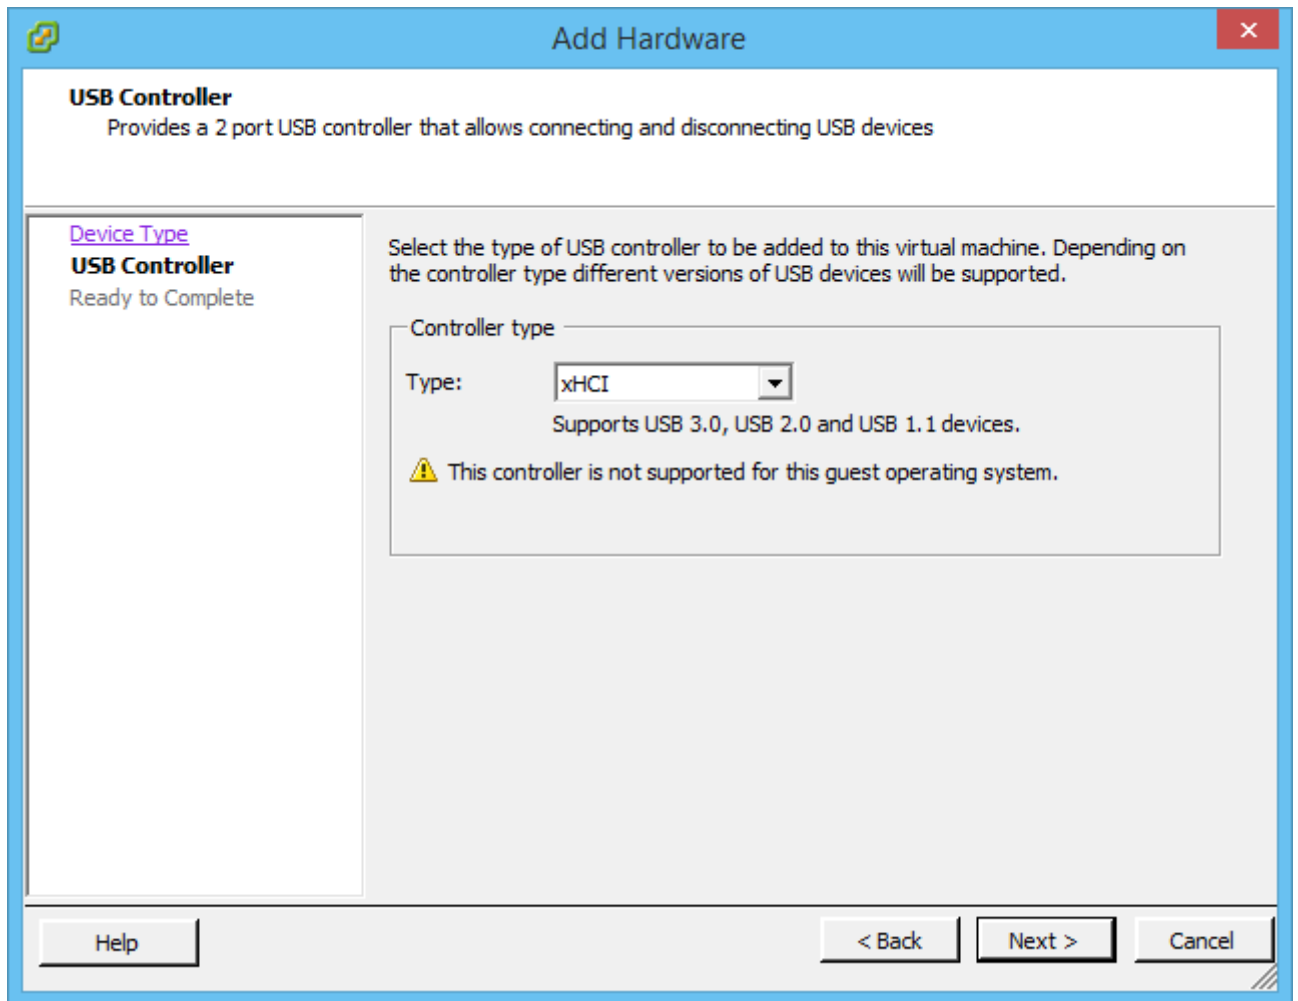 Add Hardware
USB Controller
Provides a 2 port USB controller that allows connecting and disconnecting USB devices
Device Type
USB Controller
Ready to Complete
Select the type of USB controller to be added to this virtual machine. Depending on
the controller type different versions of USB devices will be supported.
Controller type
Type:
xHCI
Supports USB 3.0, USB 2.0 and USB 1.1 devices.
This controller is not supported for this guest operating system.
Help
< Back
Next >
Cancel